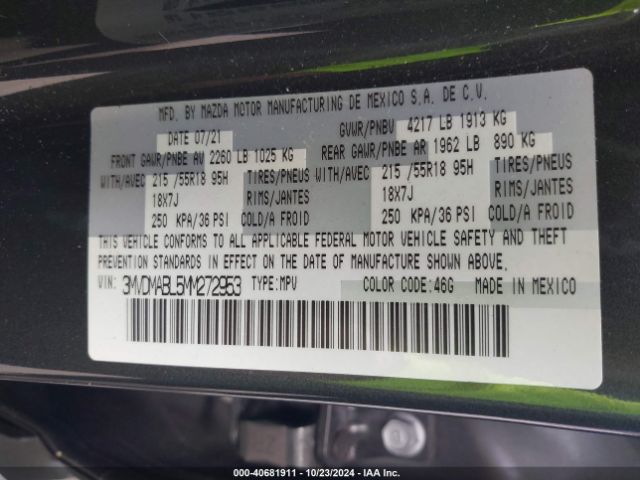 MFD. BY MAZDA MOTOR MANUFACTURING DE MEXICO S.A. DE C.V.
DATE 07/21 GVWR/PNBV 4217 LB 1913 KG
FRONT GAWR/PNBE AV 2260 LB 1025 KG REAR GAWR/PNBE AR 1962 LB 890 KG
WITH/AVEC 215 /55R18 95H TIRES/PNEUS WITH/AVEC 215 /55R18 95H TIRES/PNEUS
18X7J RIMS/JANTES 18X7J RIMS/JANTES
250 KPA/36 PSI COLD/A FROID 250 KPA/36 PSI COLD/A FROID
THIS VEHICLE CONFORMS TO ALL APPLICABLE FEDERAL MOTOR VEHICLE SAFETY AND THEFT
PREVENTION STANDARDS IN EFFECT ON THE DATE OF MANUFACTURE SHOWN ABOVE.
VIN: 3MVDMABL5MM272953 TYPE:MPV COLOR CODE:46G MADE IN MEXICO
000-40681911 - 10/23/2024 - IAA Inc.